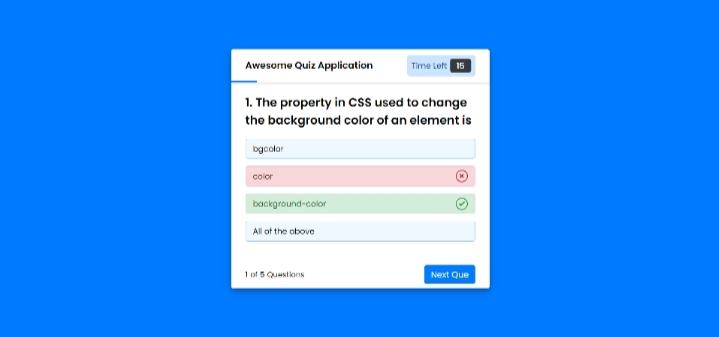 Awesome Quiz Application
Time Left 15
1. The property in CSS used to change
the background color of an element is
bgcolor
color
background-color
All of the above
1 of 5 Questions
Next Que